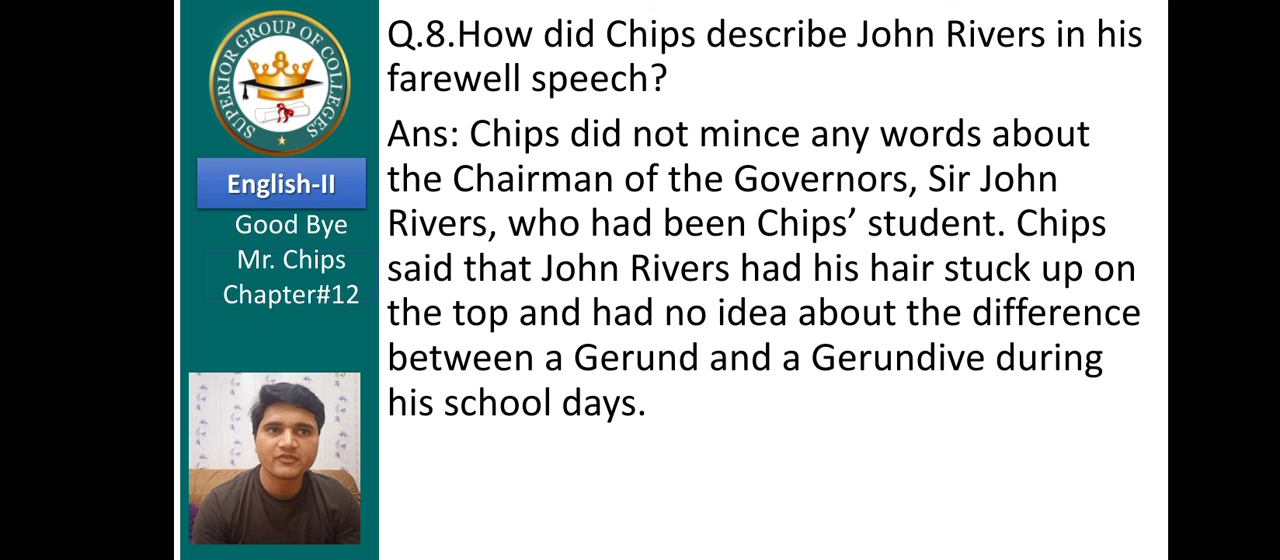 SUPERIOR GROUP OF COLLEGES
English-II
Good Bye
Mr. Chips
Chapter#12
Q.8.How did Chips describe John Rivers in his
farewell speech?
Ans: Chips did not mince any words about
the Chairman of the Governors, Sir John
Rivers, who had been Chips’ student. Chips
said that John Rivers had his hair stuck up on
the top and had no idea about the difference
between a Gerund and a Gerundive during
his school days.